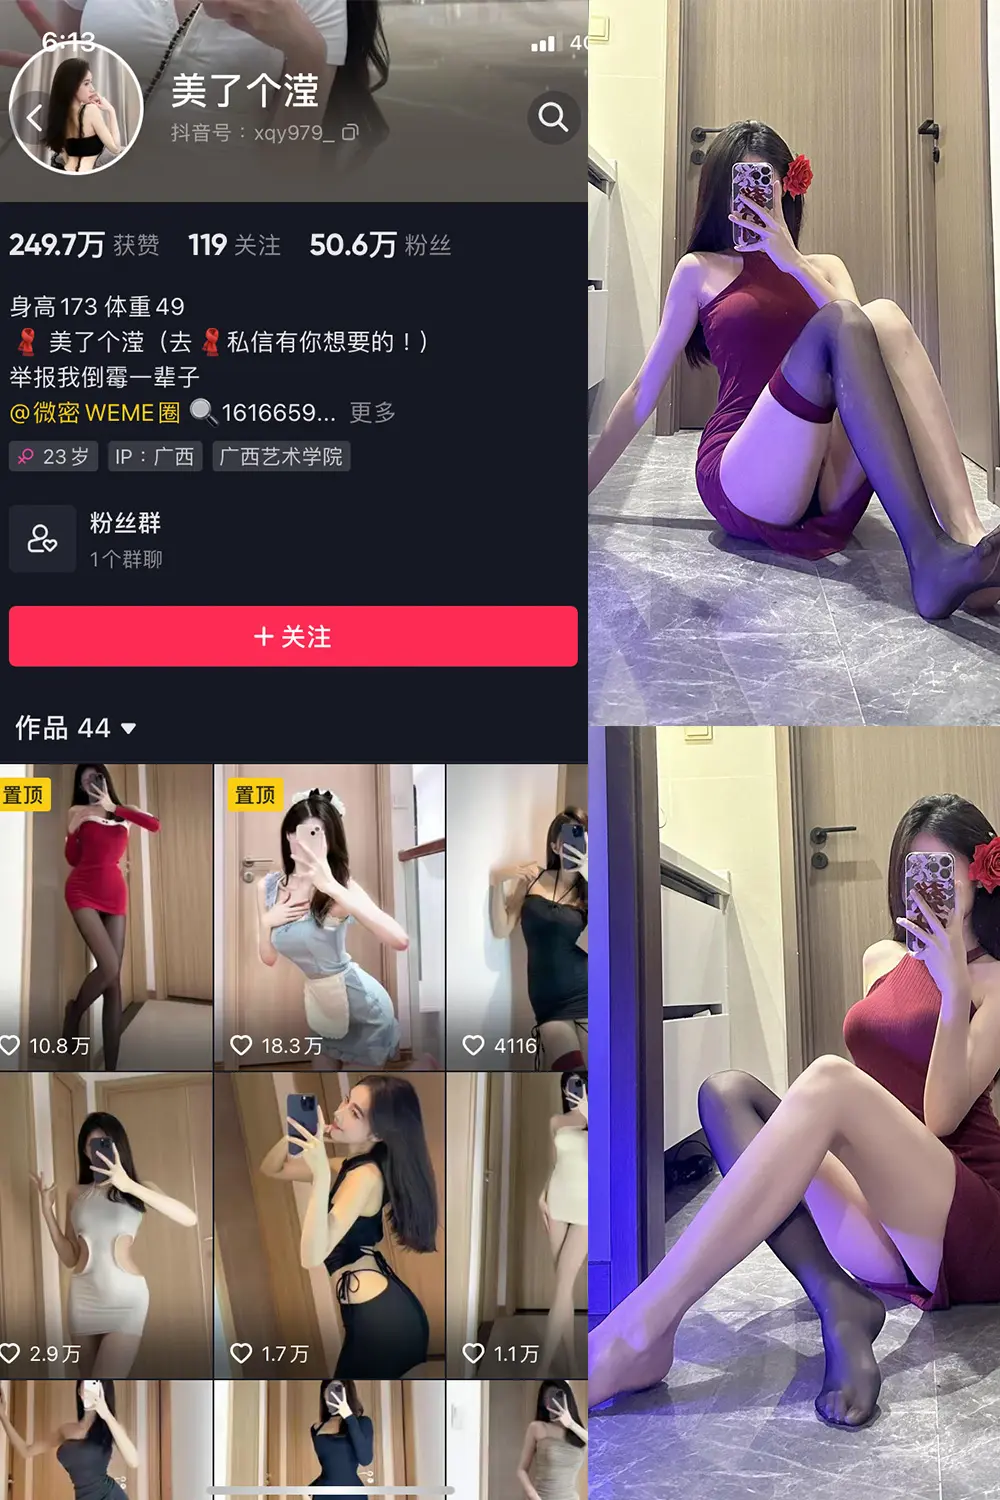 6:13
4G
美了个滢
抖音号：xqy979_
249.7万 获赞 119 关注 50.6万 粉丝
身高173 体重49
美了个滢（去 私信有你想要的！）
举报我倒霉一辈子
@微密 WEME圈 1616659... 更多
23岁 IP：广西 广西艺术学院
粉丝群
1个群聊
+ 关注
作品 44
置顶 置顶
10.8万 18.3万 4116
2.9万 1.7万 1.1万